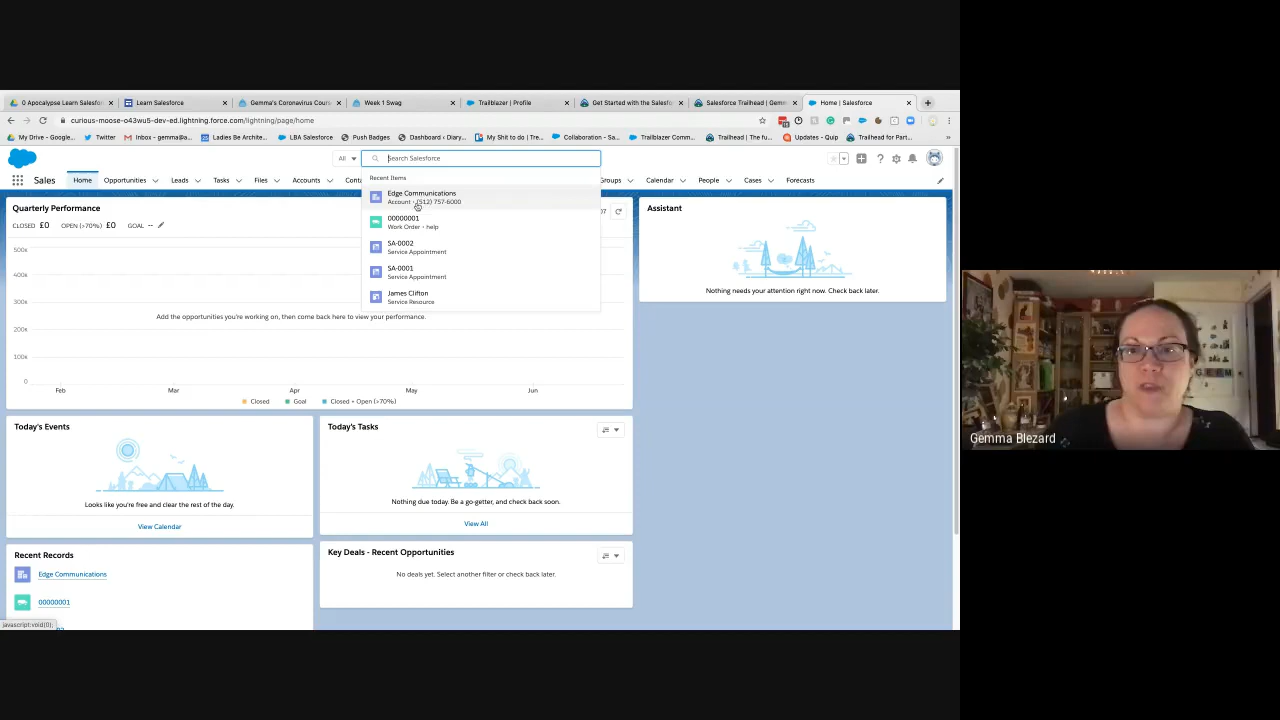 0 Apocalypse Learn Salesfor
Learn Salesforce
Gemma's Coronavirus Cours
Week 1 Swag
Trailblazer | Profile
Get Started with the Salesfo
Salesforce Trailhead | Gem
Home | Salesforce
curious-moose-o43wu5-dev-ed.lightning.force.com/lightning/page/home
My Drive - Google...
Twitter
Inbox - gemma@a...
Ladies Be Architec...
LBA Salesforce
Push Badges
Dashboard ‹ Diary...
My Shit to do | Tre...
Collaboration - Sa...
Trailblazer Comm...
Trailhead | The fu...
Updates - Quip
Trailhead for Part...
All
Search Salesforce
Sales
Home
Opportunities
Leads
Tasks
Files
Accounts
Conta
oups
Calendar
People
Cases
Forecasts
Recent Items
Edge Communications
Account • (512) 757-6000
00000001
Work Order • help
SA-0002
Service Appointment
SA-0001
Service Appointment
James Clifton
Service Resource
Quarterly Performance
CLOSED £0 OPEN (>70%) £0 GOAL --
07
500k
400k
300k
200k
100k
0
Add the opportunities you're working on, then come back here to view your performance.
Feb Mar Apr May Jun
Closed Goal Closed + Open (>70%)
Assistant
Nothing needs your attention right now. Check back later.
Today's Events
Looks like you're free and clear the rest of the day.
View Calendar
Today's Tasks
Nothing due today. Be a go-getter, and check back soon.
View All
Recent Records
Edge Communications
00000001
Key Deals - Recent Opportunities
No deals yet. Select another filter or check back later.
javascript:void(0);
Gemma Blezard